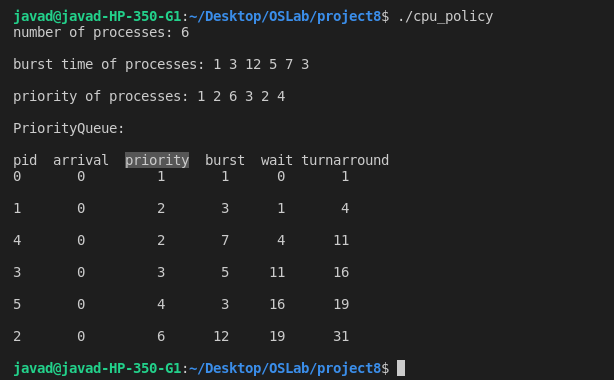 javad@javad-HP-350-G1:~/Desktop/OSLab/project8$ ./cpu_policy
number of processes: 6
burst time of processes: 1 3 12 5 7 3
priority of processes: 1 2 6 3 2 4
PriorityQueue:
pid arrival priority burst wait turnarround
0 0 1 1 0 1
1 0 2 3 1 4
4 0 2 7 4 11
3 0 3 5 11 16
5 0 4 3 16 19
2 0 6 12 19 31
javad@javad-HP-350-G1:~/Desktop/OSLab/project8$